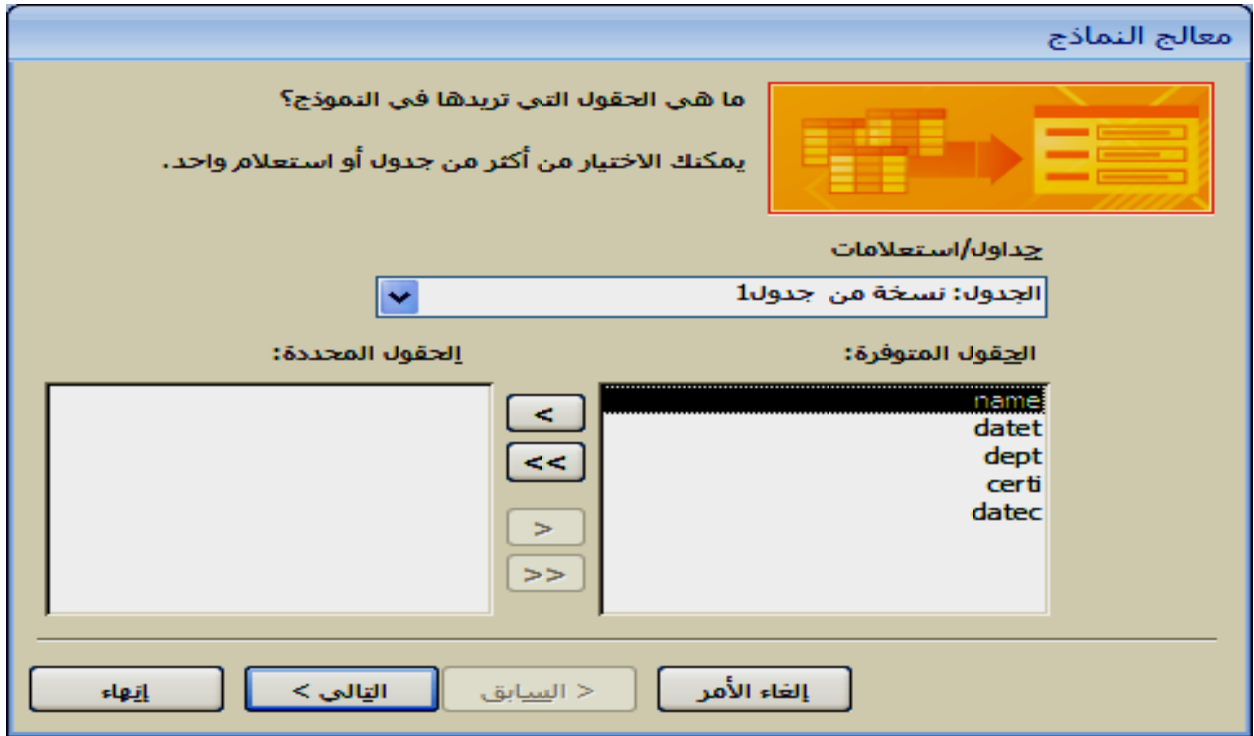 معالج النماذج
ما هي الحقول التي تريدها في النموذج؟
يمكنك الاختيار من أكثر من جدول أو استعلام واحد.
جداول/استعلامات
الجدول: نسخة من جدول1
الحقول المتوفرة:
الحقول المحددة:
name
datet
dept
certi
datec
<
<<
>
>>
إلغاء الأمر
< السابق
التالي >
إنهاء